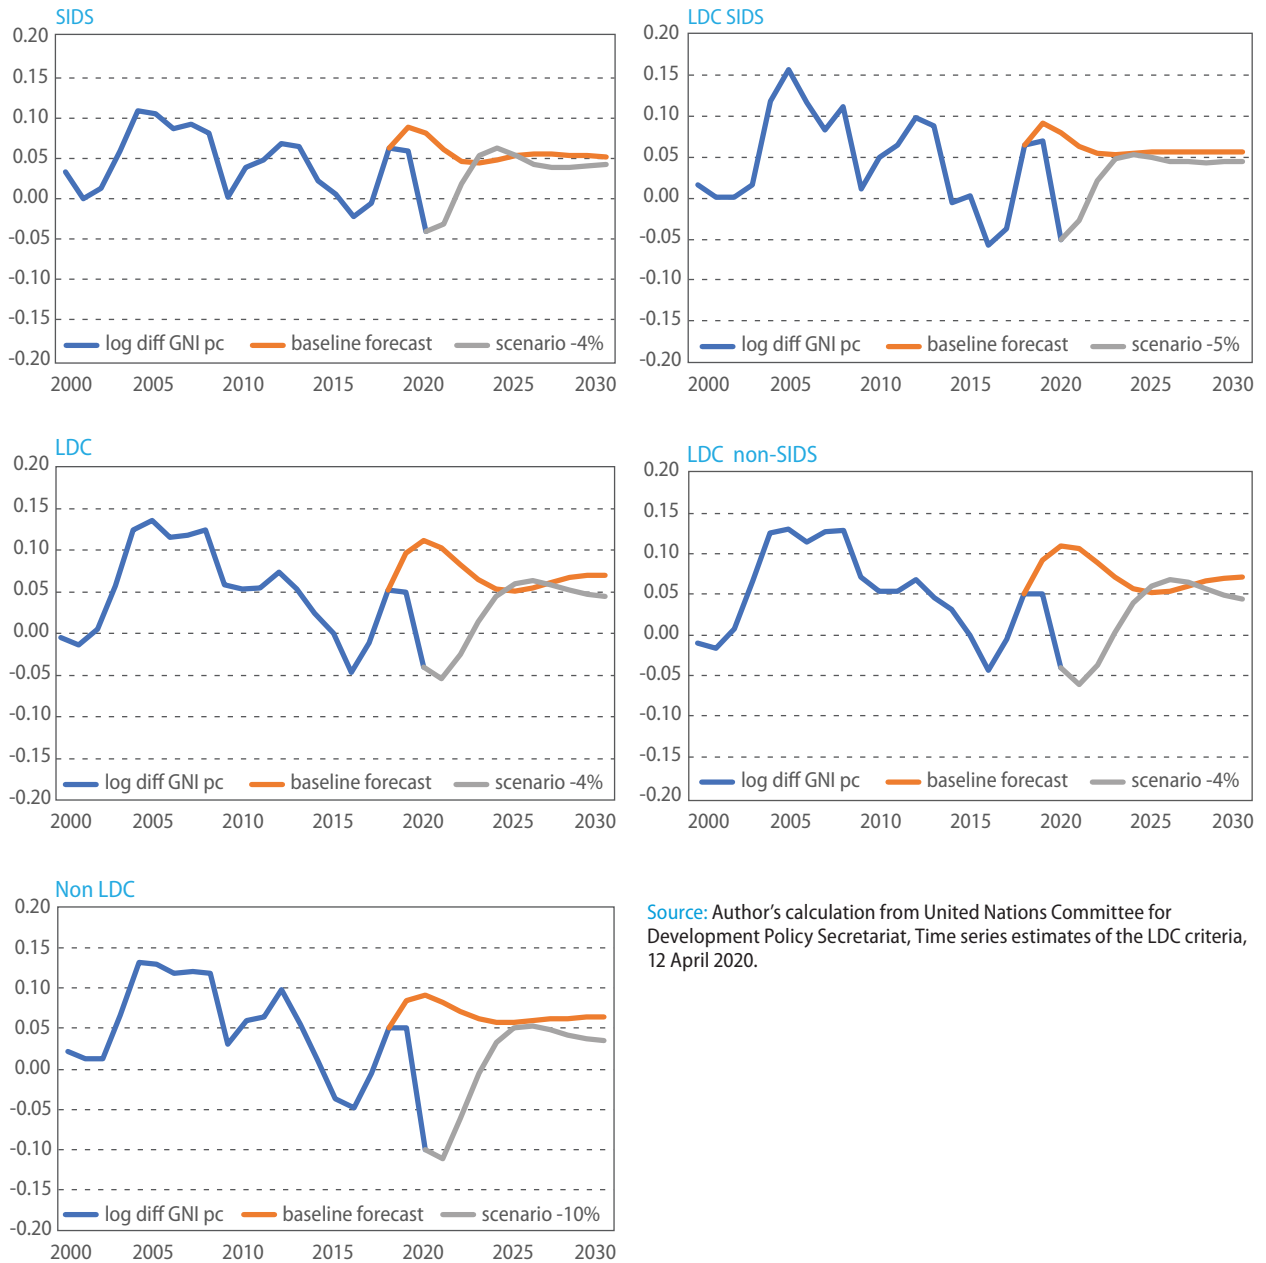 SIDS
0.20
0.15
0.10
0.05
0.00
-0.05
-0.10
-0.15
-0.20
log diff GNI pc baseline forecast scenario -4%
2000 2005 2010 2015 2020 2025 2030
LDC SIDS
0.20
0.15
0.10
0.05
0.00
-0.05
-0.10
-0.15
-0.20
log diff GNI pc baseline forecast scenario -5%
2000 2005 2010 2015 2020 2025 2030
LDC
0.20
0.15
0.10
0.05
0.00
-0.05
-0.10
-0.15
-0.20
log diff GNI pc baseline forecast scenario -4%
2000 2005 2010 2015 2020 2025 2030
LDC non-SIDS
0.20
0.15
0.10
0.05
0.00
-0.05
-0.10
-0.15
-0.20
log diff GNI pc baseline forecast scenario -4%
2000 2005 2010 2015 2020 2025 2030
Non LDC
0.20
0.15
0.10
0.05
0.00
-0.05
-0.10
-0.15
-0.20
log diff GNI pc baseline forecast scenario -10%
2000 2005 2010 2015 2020 2025 2030
Source: Author's calculation from United Nations Committee for
Development Policy Secretariat, Time series estimates of the LDC criteria,
12 April 2020.